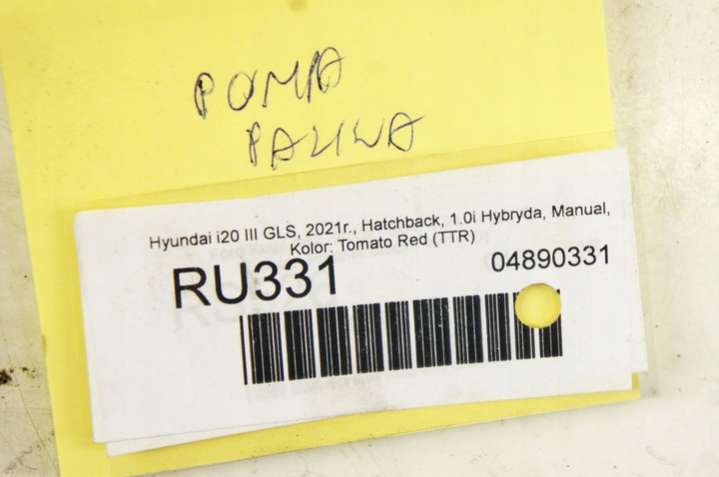 POMPA
PALIWA
Hyundai i20 III GLS, 2021r., Hatchback, 1.0i Hybryda, Manual,
Kolor: Tomato Red (TTR)
RU331
04890331